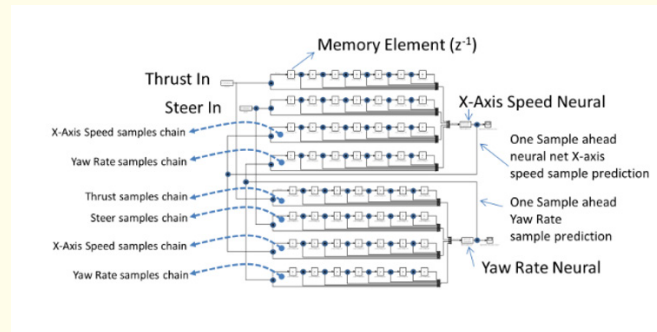 Memory Element (z⁻¹)
Thrust In
Steer In
X-Axis Speed Neural
X-Axis Speed samples chain
One Sample ahead
neural net X-axis
speed sample prediction
Yaw Rate samples chain
Thrust samples chain
One Sample ahead
Yaw Rate
sample prediction
Steer samples chain
X-Axis Speed samples chain
Yaw Rate Neural
Yaw Rate samples chain